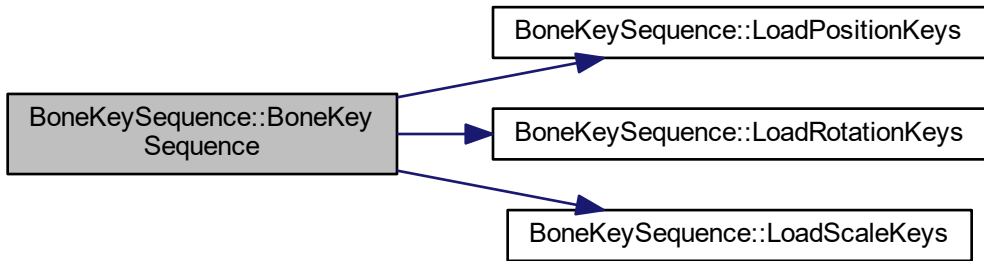 BoneKeySequence::LoadPositionKeys
BoneKeySequence::BoneKey
Sequence
BoneKeySequence::LoadRotationKeys
BoneKeySequence::LoadScaleKeys